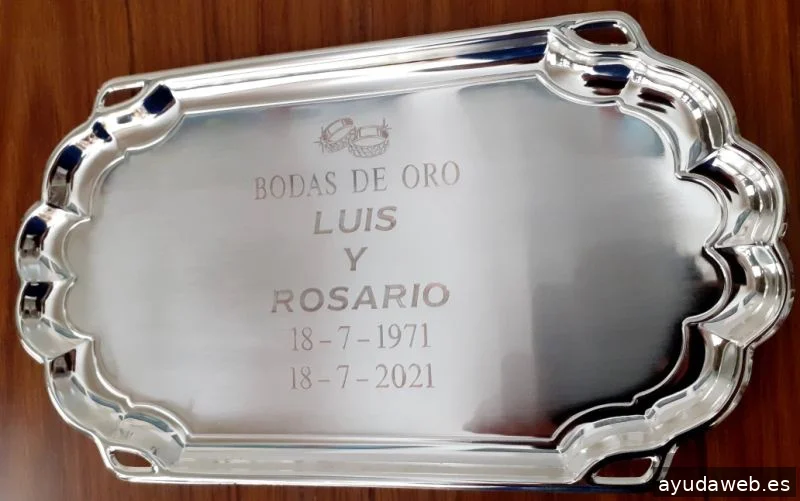 BODAS DE ORO
LUIS
Y
ROSARIO
18-7-1971
18-7-2021
ayudaweb.es